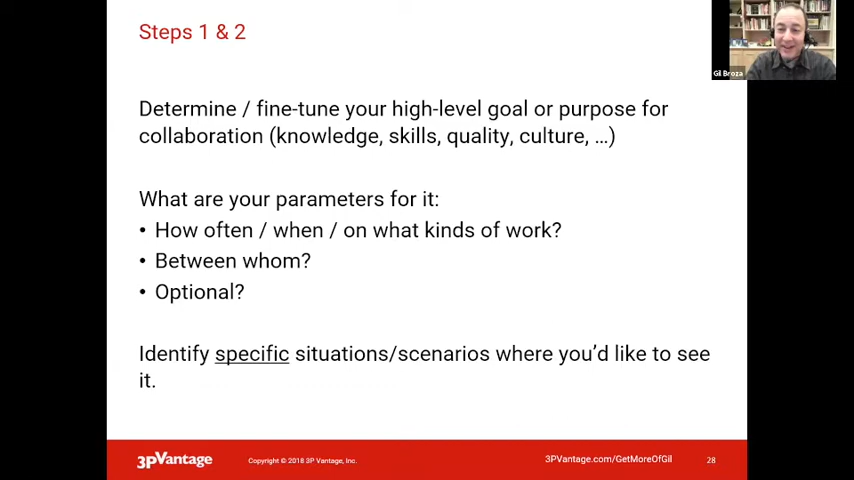 Steps 1 & 2
Gil Broza
Determine / fine-tune your high-level goal or purpose for
collaboration (knowledge, skills, quality, culture, …)
What are your parameters for it:
• How often / when / on what kinds of work?
• Between whom?
• Optional?
Identify specific situations/scenarios where you’d like to see
it.
3PVantage
Copyright © 2018 3P Vantage, Inc.
3PVantage.com/GetMoreOfGil
28